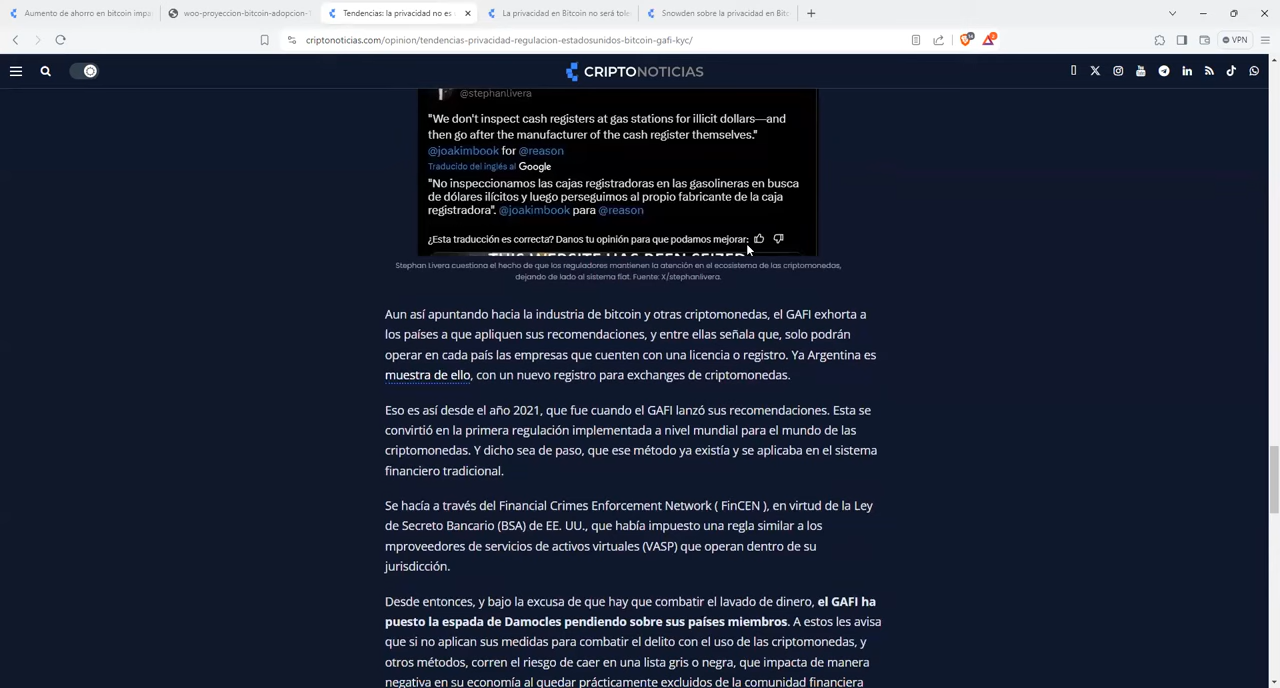 Aumento de ahorro en bitcoin impa
woo-proyeccion-bitcoin-adopcion-1
Tendencias: la privacidad no es
La privacidad en Bitcoin no será tole
Snowden sobre la privacidad en Bitc
criptonoticias.com/opinion/tendencias-privacidad-regulacion-estadosunidos-bitcoin-gafi-kyc/
VPN
CRIPTONOTICIAS
@stephanlivera
"We don't inspect cash registers at gas stations for illicit dollars—and
then go after the manufacturer of the cash register themselves."
@joakimbook for @reason
Traducido del inglés al Google
"No inspeccionamos las cajas registradoras en las gasolineras en busca
de dólares ilícitos y luego perseguimos al propio fabricante de la caja
registradora". @joakimbook para @reason
¿Esta traducción es correcta? Danos tu opinión para que podamos mejorar:
THIS WEBSITE HAS BEEN SEIZED
Stephan Livera cuestiona el hecho de que los reguladores mantienen la atención en el ecosistema de las criptomonedas,
dejando de lado al sistema fiat. Fuente: X/stephanlivera.
Aun así apuntando hacia la industria de bitcoin y otras criptomonedas, el GAFI exhorta a
los países a que apliquen sus recomendaciones, y entre ellas señala que, solo podrán
operar en cada país las empresas que cuenten con una licencia o registro. Ya Argentina es
muestra de ello, con un nuevo registro para exchanges de criptomonedas.
Eso es así desde el año 2021, que fue cuando el GAFI lanzó sus recomendaciones. Esta se
convirtió en la primera regulación implementada a nivel mundial para el mundo de las
criptomonedas. Y dicho sea de paso, que ese método ya existía y se aplicaba en el sistema
financiero tradicional.
Se hacía a través del Financial Crimes Enforcement Network ( FinCEN ), en virtud de la Ley
de Secreto Bancario (BSA) de EE. UU., que había impuesto una regla similar a los
mproveedores de servicios de activos virtuales (VASP) que operan dentro de su
jurisdicción.
Desde entonces, y bajo la excusa de que hay que combatir el lavado de dinero, el GAFI ha
puesto la espada de Damocles pendiendo sobre sus países miembros. A estos les avisa
que si no aplican sus medidas para combatir el delito con el uso de las criptomonedas, y
otros métodos, corren el riesgo de caer en una lista gris o negra, que impacta de manera
negativa en su economía al quedar prácticamente excluidos de la comunidad financiera